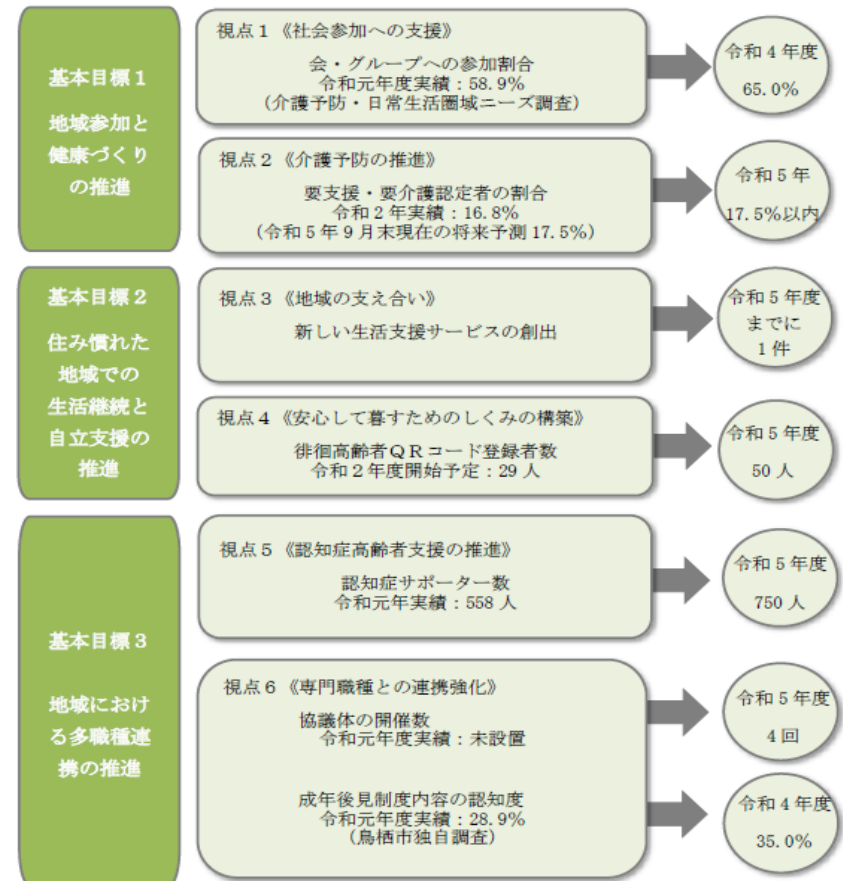 基本目標1
地域参加と
健康づくり
の推進
視点1《社会参加への支援》
会・グループへの参加割合
令和元年度実績：58.9%
(介護予防・日常生活圏域ニーズ調査)
令和4年度
65.0%
視点2《介護予防の推進》
要支援・要介護認定者の割合
令和2年実績：16.8%
(令和5年9月末現在の将来予測17.5%)
令和5年
17.5%以内
基本目標2
住み慣れた
地域での
生活継続と
自立支援の
推進
視点3《地域の支え合い》
新しい生活支援サービスの創出
令和5年度
までに
1件
視点4《安心して暮すためのしくみの構築》
徘徊高齢者QRコード登録者数
令和2年度開始予定：29人
令和5年度
50人
基本目標3
地域におけ
る多職種連
携の推進
視点5《認知症高齢者支援の推進》
認知症サポーター数
令和元年実績：558人
令和5年度
750人
視点6《専門職種との連携強化》
協議体の開催数
令和元年度実績：未設置
令和5年度
4回
成年後見制度内容の認知度
令和元年度実績：28.9%
(鳥栖市独自調査)
令和4年度
35.0%